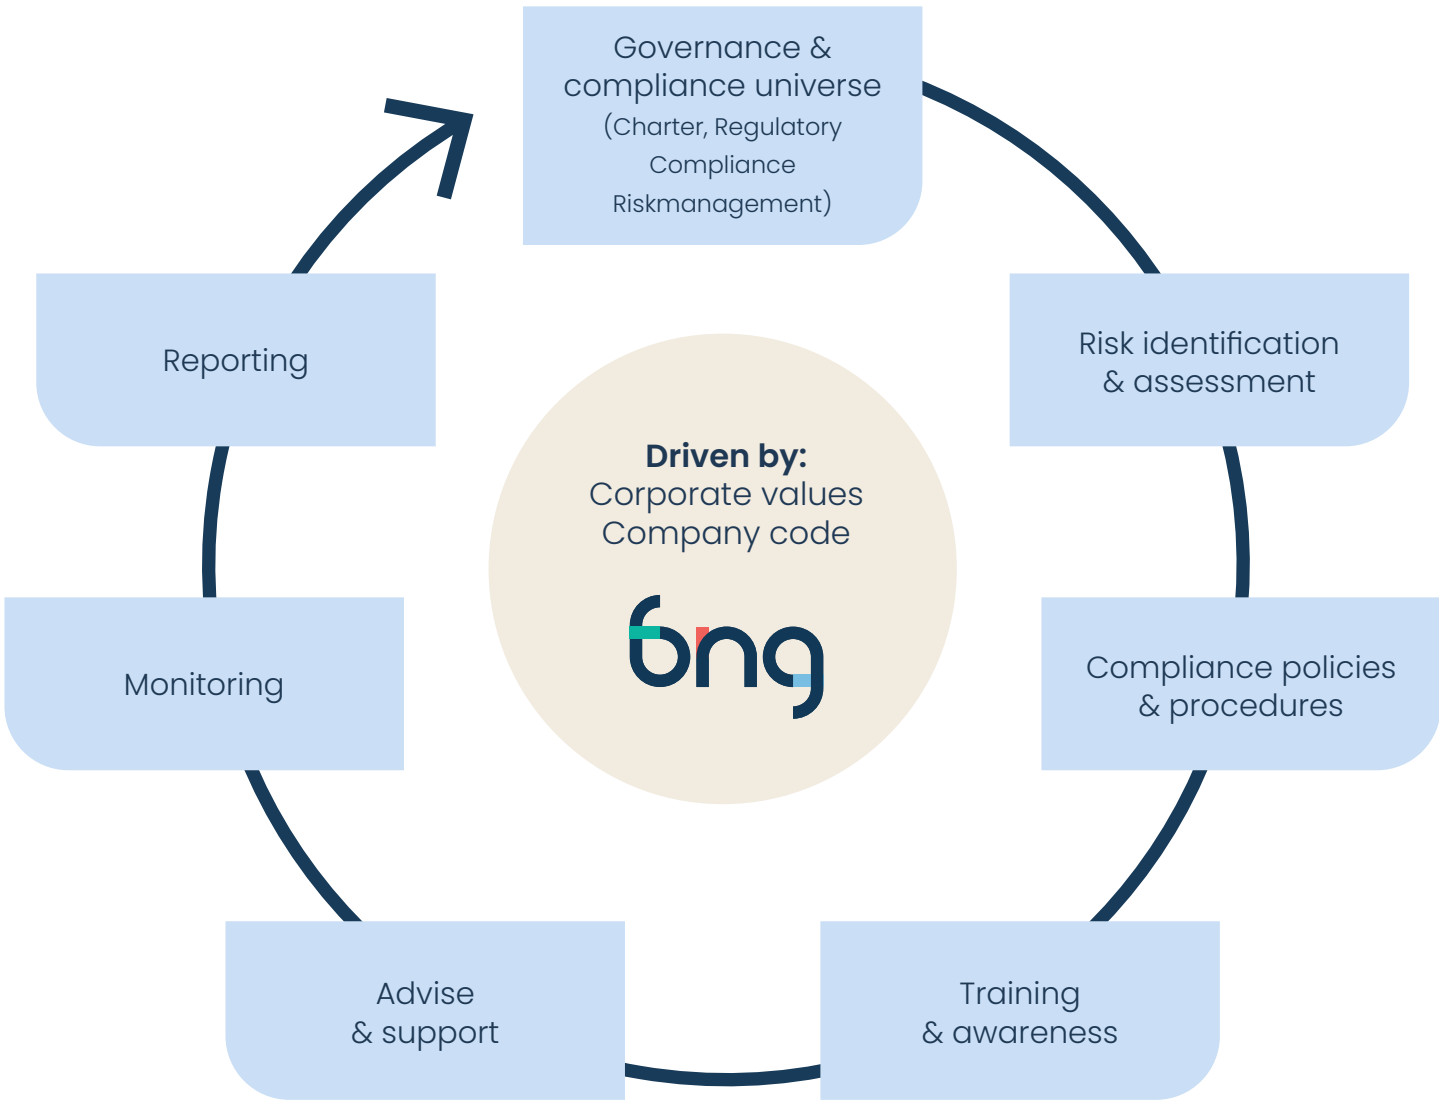 Governance &
compliance universe
(Charter, Regulatory
Compliance
Riskmanagement)
Risk identification
& assessment
Compliance policies
& procedures
Training
& awareness
Advise
& support
Monitoring
Reporting
Driven by:
Corporate values
Company code
bng